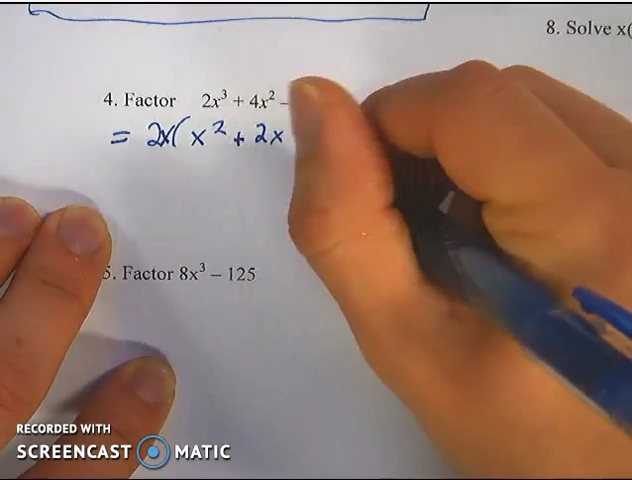 8. Solve x(
4. Factor 2x³ + 4x² -
= 2x( x² + 2x
5. Factor 8x³ – 125
RECORDED WITH
SCREENCAST MATIC